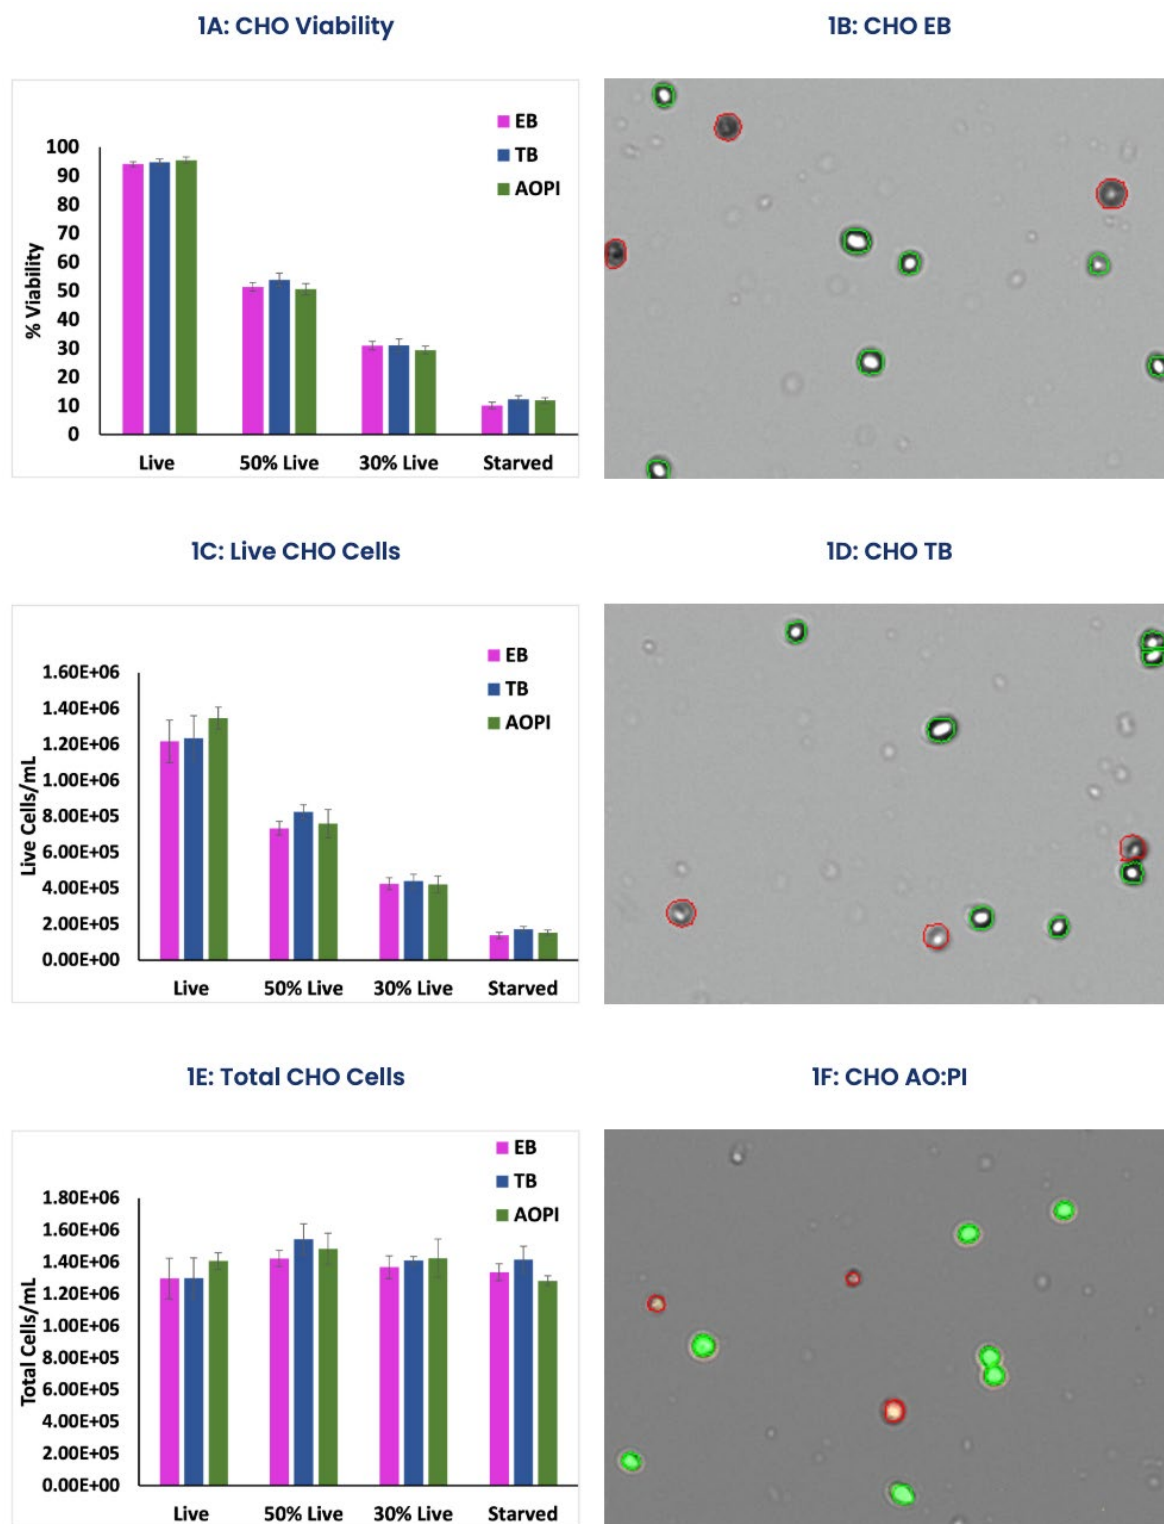 1A: CHO Viability
1B: CHO EB
EB
TB
AOPI
100
90
80
70
60
50
40
30
20
10
0
% Viability
Live 50% Live 30% Live Starved
1C: Live CHO Cells
1D: CHO TB
EB
TB
AOPI
1.60E+06
1.40E+06
1.20E+06
1.00E+06
8.00E+05
6.00E+05
4.00E+05
2.00E+05
0.00E+00
Live Cells/mL
Live 50% Live 30% Live Starved
1E: Total CHO Cells
1F: CHO AO:PI
EB
TB
AOPI
1.80E+06
1.60E+06
1.40E+06
1.20E+06
1.00E+06
8.00E+05
6.00E+05
4.00E+05
2.00E+05
0.00E+00
Total Cells/mL
Live 50% Live 30% Live Starved